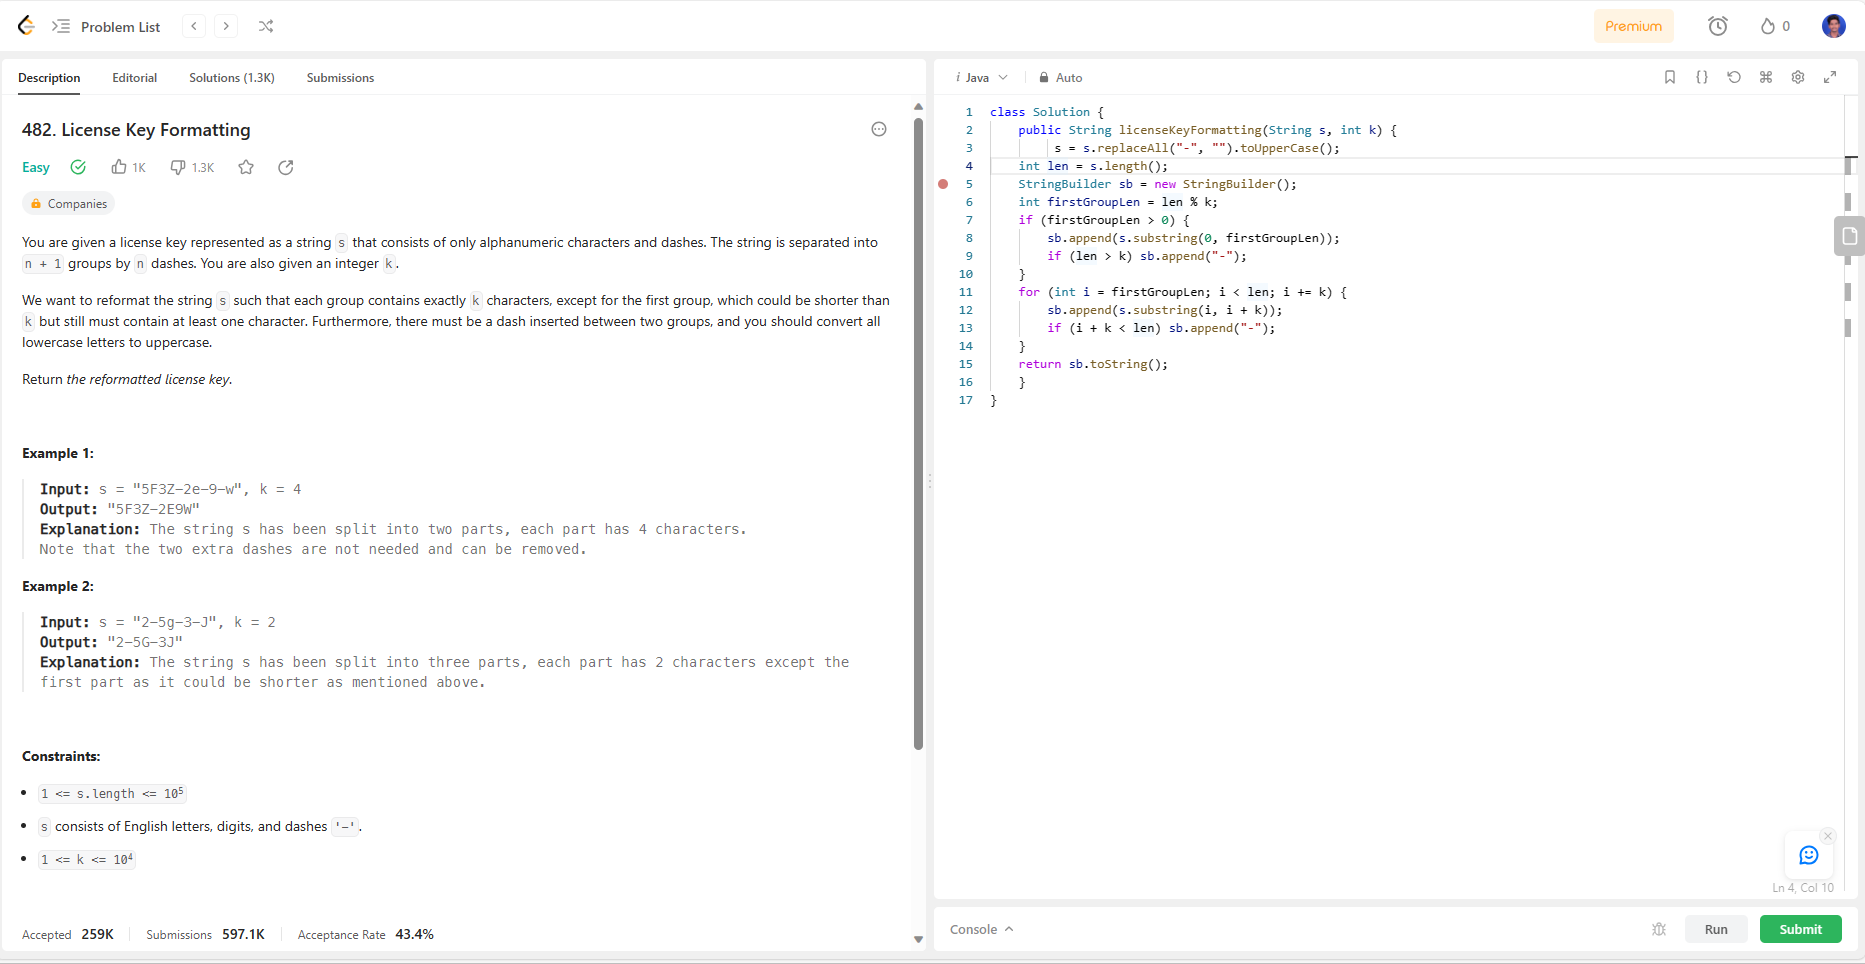 Problem List
Premium
0
Description Editorial Solutions (1.3K) Submissions
482. License Key Formatting
Easy 1K 1.3K
Companies
You are given a license key represented as a string s that consists of only alphanumeric characters and dashes. The string is separated into
n + 1 groups by n dashes. You are also given an integer k.
We want to reformat the string s such that each group contains exactly k characters, except for the first group, which could be shorter than
k but still must contain at least one character. Furthermore, there must be a dash inserted between two groups, and you should convert all
lowercase letters to uppercase.
Return the reformatted license key.
Example 1:
Input: s = "5F3Z-2e-9-w", k = 4
Output: "5F3Z-2E9W"
Explanation: The string s has been split into two parts, each part has 4 characters.
Note that the two extra dashes are not needed and can be removed.
Example 2:
Input: s = "2-5g-3-J", k = 2
Output: "2-5G-3J"
Explanation: The string s has been split into three parts, each part has 2 characters except the
first part as it could be shorter as mentioned above.
Constraints:
• 1 <= s.length <= 10⁵
• s consists of English letters, digits, and dashes '-'.
• 1 <= k <= 10⁴
Accepted 259K Submissions 597.1K Acceptance Rate 43.4%
i Java Auto
1 class Solution {
2 public String licenseKeyFormatting(String s, int k) {
3 s = s.replaceAll("-", "").toUpperCase();
4 int len = s.length();
5 StringBuilder sb = new StringBuilder();
6 int firstGroupLen = len % k;
7 if (firstGroupLen > 0) {
8 sb.append(s.substring(0, firstGroupLen));
9 if (len > k) sb.append("-");
10 }
11 for (int i = firstGroupLen; i < len; i += k) {
12 sb.append(s.substring(i, i + k));
13 if (i + k < len) sb.append("-");
14 }
15 return sb.toString();
16 }
17 }
Ln 4, Col 10
Console Run Submit